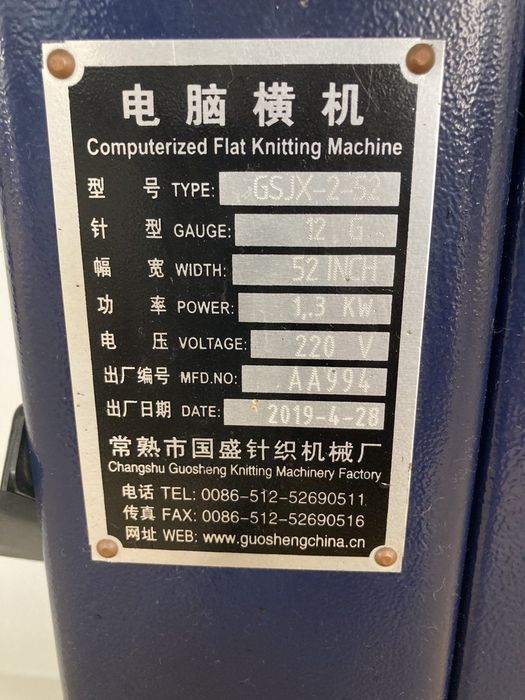 电脑横机
Computerized Flat Knitting Machine
型号 TYPE: GSJX-2-52
针型 GAUGE: 12 G
幅宽 WIDTH: 52 INCH
功率 POWER: 1.3 KW
电压 VOLTAGE: 220 V
出厂编号 MFD.NO: AA994
出厂日期 DATE: 2019-4-28
常熟市国盛针织机械厂
Changshu Guosheng Knitting Machinery Factory
电话 TEL: 0086-512-52690511
传真 FAX: 0086-512-52690516
网址 WEB: www.guoshengchina.cn